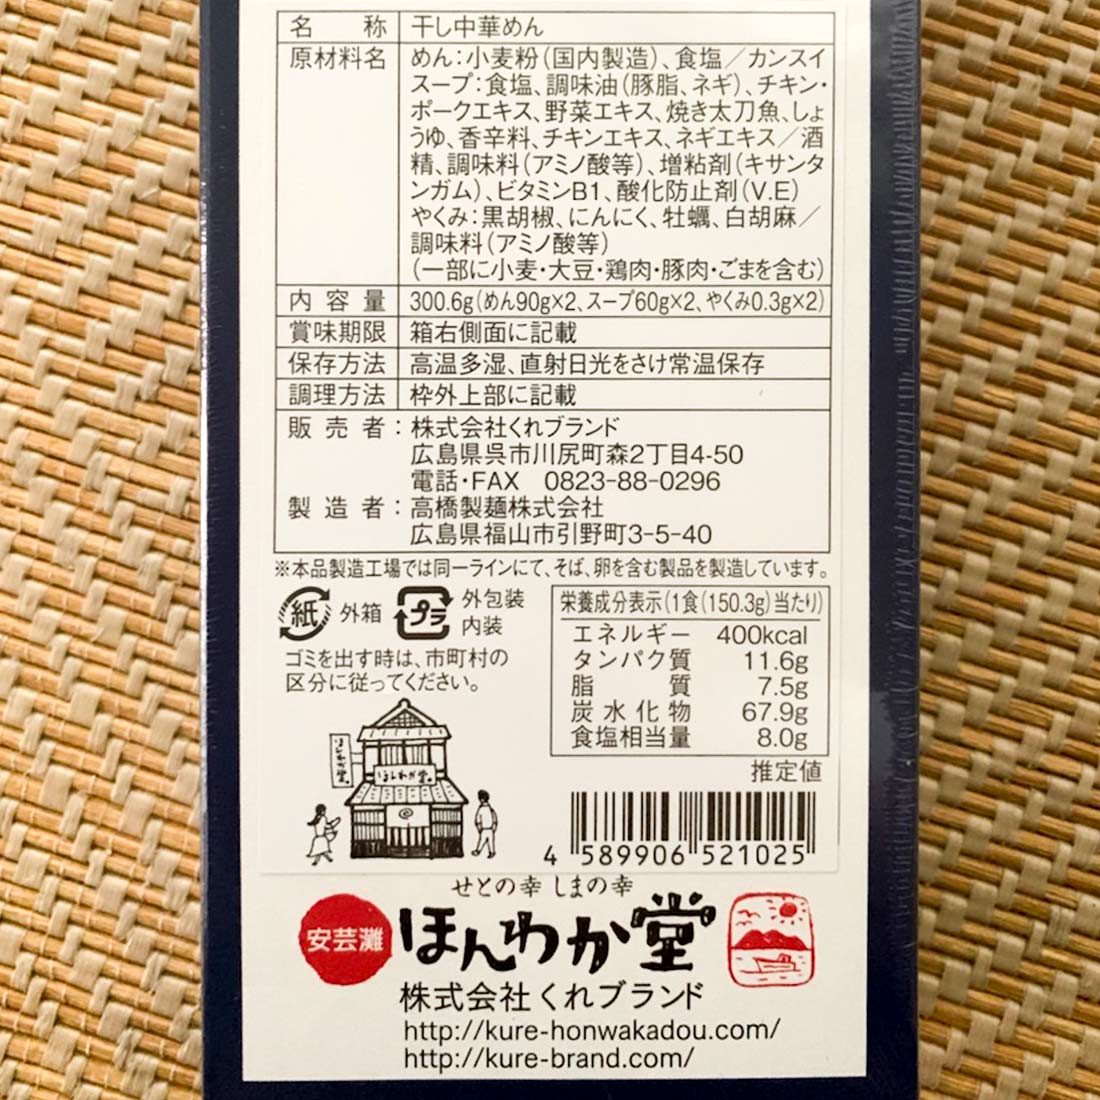 名称 干し中華めん
原材料名 めん:小麦粉(国内製造)、食塩/カンスイ
スープ:食塩、調味油(豚脂、ネギ)、チキン・
ポークエキス、野菜エキス、焼き太刀魚、しょ
うゆ、香辛料、チキンエキス、ネギエキス/酒
精、調味料(アミノ酸等)、増粘剤(キサンタ
ンガム)、ビタミンB1、酸化防止剤(V.E)
やくみ:黒胡椒、にんにく、牡蠣、白胡麻/
調味料(アミノ酸等)
(一部に小麦・大豆・鶏肉・豚肉・ごまを含む)
内容量 300.6g(めん90g×2、スープ60g×2、やくみ0.3g×2)
賞味期限 箱右側面に記載
保存方法 高温多湿、直射日光をさけ常温保存
調理方法 枠外上部に記載
販売者:株式会社くれブランド
広島県呉市川尻町森2丁目4-50
電話・FAX 0823-88-0296
製造者:高橋製麺株式会社
広島県福山市引野町3-5-40
※本品製造工場では同一ラインにて、そば、卵を含む製品を製造しています。
紙 外箱
プラ 外包装
内装
ゴミを出す時は、市町村の
区分に従ってください。
栄養成分表示(1食(150.3g)当たり)
エネルギー 400kcal
タンパク質 11.6g
脂質 7.5g
炭水化物 67.9g
食塩相当量 8.0g
推定値
ほんわか堂
ほんわか堂
4 589906 521025
せとの幸 しまの幸
安芸灘 ほんわか堂
株式会社くれブランド
http://kure-honwakadou.com/
http://kure-brand.com/